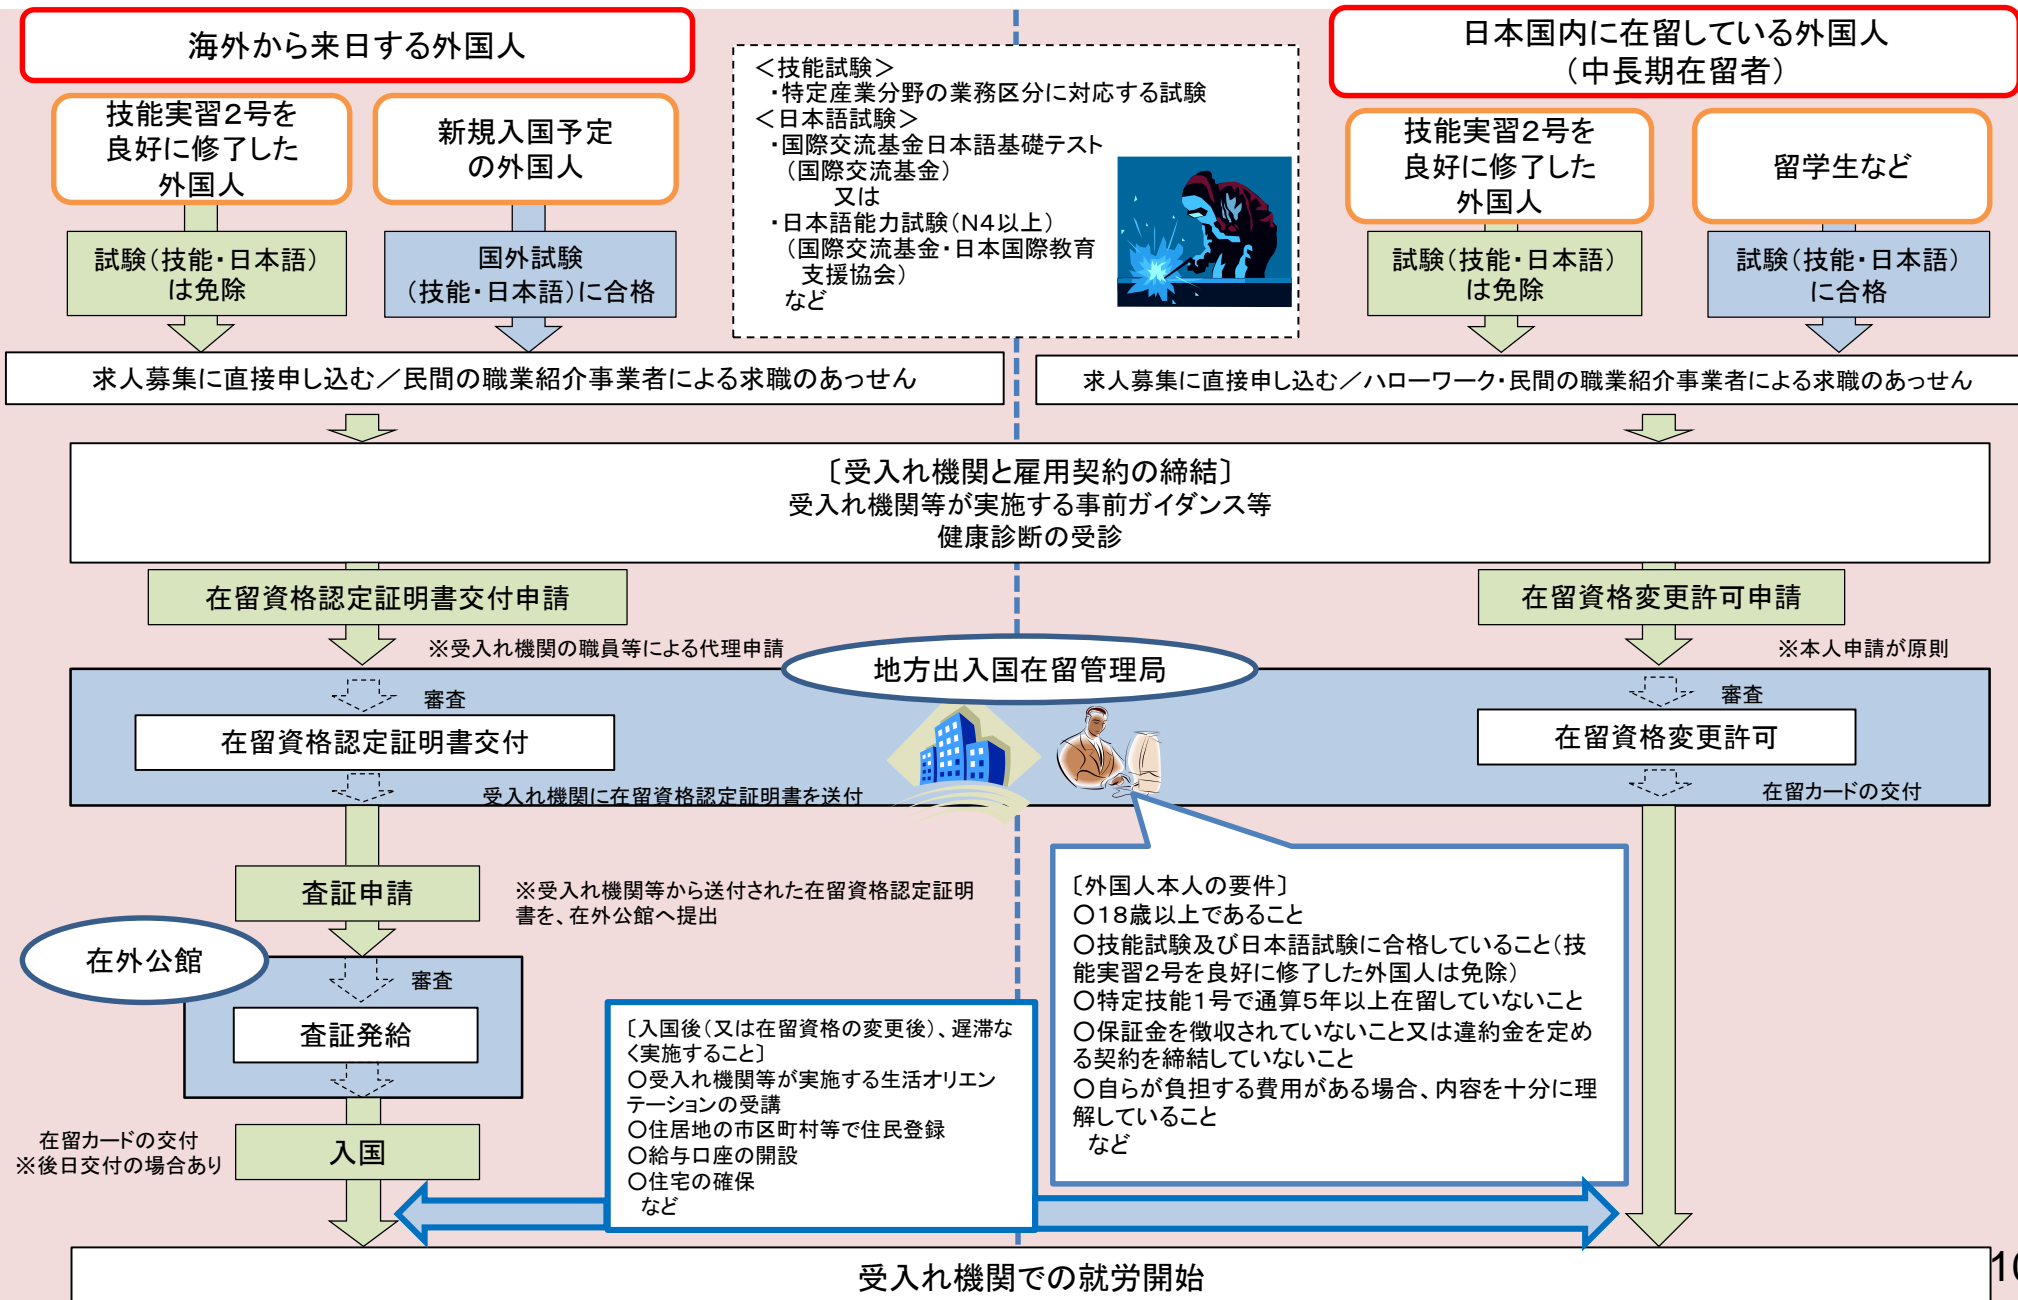 海外から来日する外国人
日本国内に在留している外国人
（中長期在留者）
技能実習２号を
良好に修了した
外国人
新規入国予定
の外国人
＜技能試験＞
・特定産業分野の業務区分に対応する試験
＜日本語試験＞
・国際交流基金日本語基礎テスト
（国際交流基金）
又は
・日本語能力試験（Ｎ４以上）
（国際交流基金・日本国際教育
支援協会）
など
技能実習２号を
良好に修了した
外国人
留学生など
試験（技能・日本語）
は免除
国外試験
（技能・日本語）に合格
試験（技能・日本語）
は免除
試験（技能・日本語）
に合格
求人募集に直接申し込む／民間の職業紹介事業者による求職のあっせん
求人募集に直接申し込む／ハローワーク・民間の職業紹介事業者による求職のあっせん
〔受入れ機関と雇用契約の締結〕
受入れ機関等が実施する事前ガイダンス等
健康診断の受診
在留資格認定証明書交付申請
在留資格変更許可申請
※受入れ機関の職員等による代理申請
※本人申請が原則
地方出入国在留管理局
審査
審査
在留資格認定証明書交付
在留資格変更許可
受入れ機関に在留資格認定証明書を送付
在留カードの交付
査証申請
※受入れ機関等から送付された在留資格認定証明
書を、在外公館へ提出
在外公館
審査
査証発給
在留カードの交付
※後日交付の場合あり
入国
〔入国後（又は在留資格の変更後）、遅滞な
く実施すること〕
○受入れ機関等が実施する生活オリエン
テーションの受講
○住居地の市区町村等で住民登録
○給与口座の開設
○住宅の確保
など
〔外国人本人の要件〕
○１８歳以上であること
○技能試験及び日本語試験に合格していること（技
能実習２号を良好に修了した外国人は免除）
○特定技能１号で通算５年以上在留していないこと
○保証金を徴収されていないこと又は違約金を定め
る契約を締結していないこと
○自らが負担する費用がある場合、内容を十分に理
解していること
など
受入れ機関での就労開始